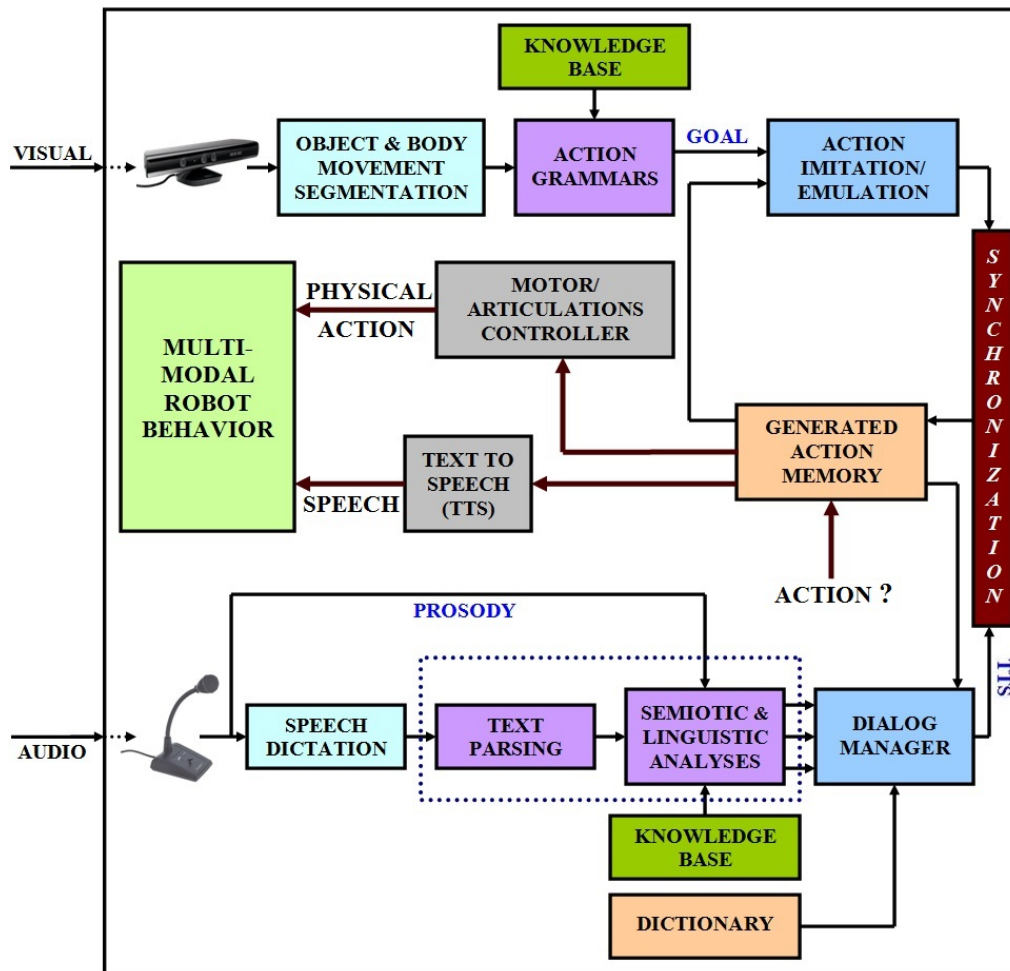 KNOWLEDGE
BASE
VISUAL
OBJECT & BODY
MOVEMENT
SEGMENTATION
ACTION
GRAMMARS
GOAL
ACTION
IMITATION/
EMULATION
SYNCHRONIZATION
MULTI-
MODAL
ROBOT
BEHAVIOR
PHYSICAL
ACTION
MOTOR/
ARTICULATIONS
CONTROLLER
SPEECH
TEXT TO
SPEECH
(TTS)
GENERATED
ACTION
MEMORY
ACTION ?
PROSODY
TTS
AUDIO
SPEECH
DICTATION
TEXT
PARSING
SEMIOTIC &
LINGUISTIC
ANALYSES
DIALOG
MANAGER
KNOWLEDGE
BASE
DICTIONARY